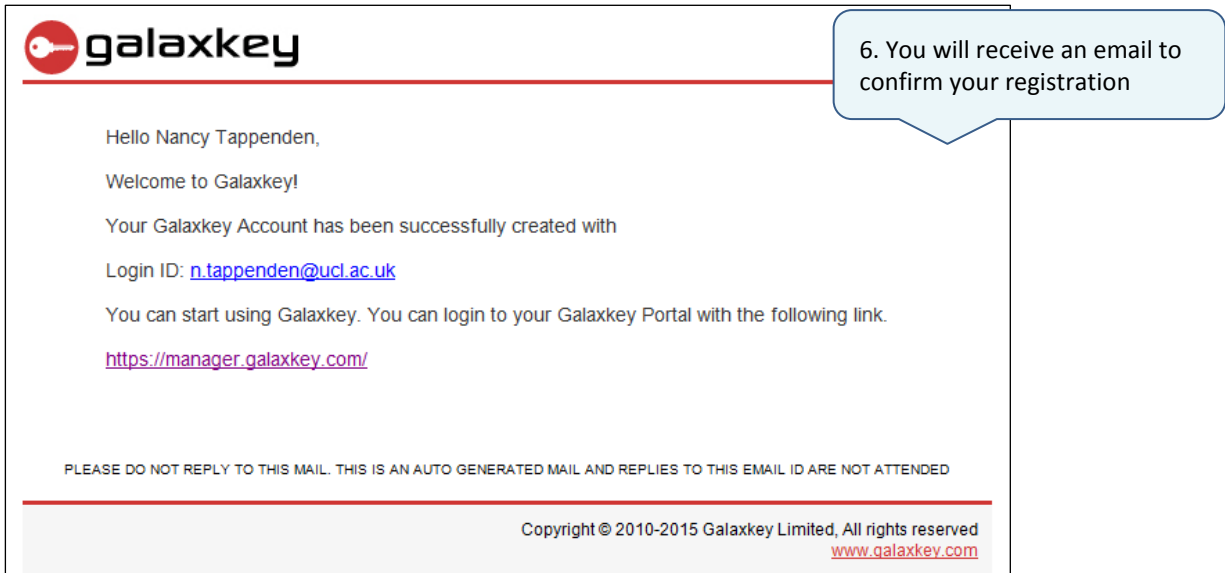 galaxkey
6. You will receive an email to
confirm your registration
Hello Nancy Tappenden,
Welcome to Galaxkey!
Your Galaxkey Account has been successfully created with
Login ID: n.tappenden@ucl.ac.uk
You can start using Galaxkey. You can login to your Galaxkey Portal with the following link.
https://manager.galaxkey.com/
PLEASE DO NOT REPLY TO THIS MAIL. THIS IS AN AUTO GENERATED MAIL AND REPLIES TO THIS EMAIL ID ARE NOT ATTENDED
Copyright © 2010-2015 Galaxkey Limited, All rights reserved
www.galaxkey.com